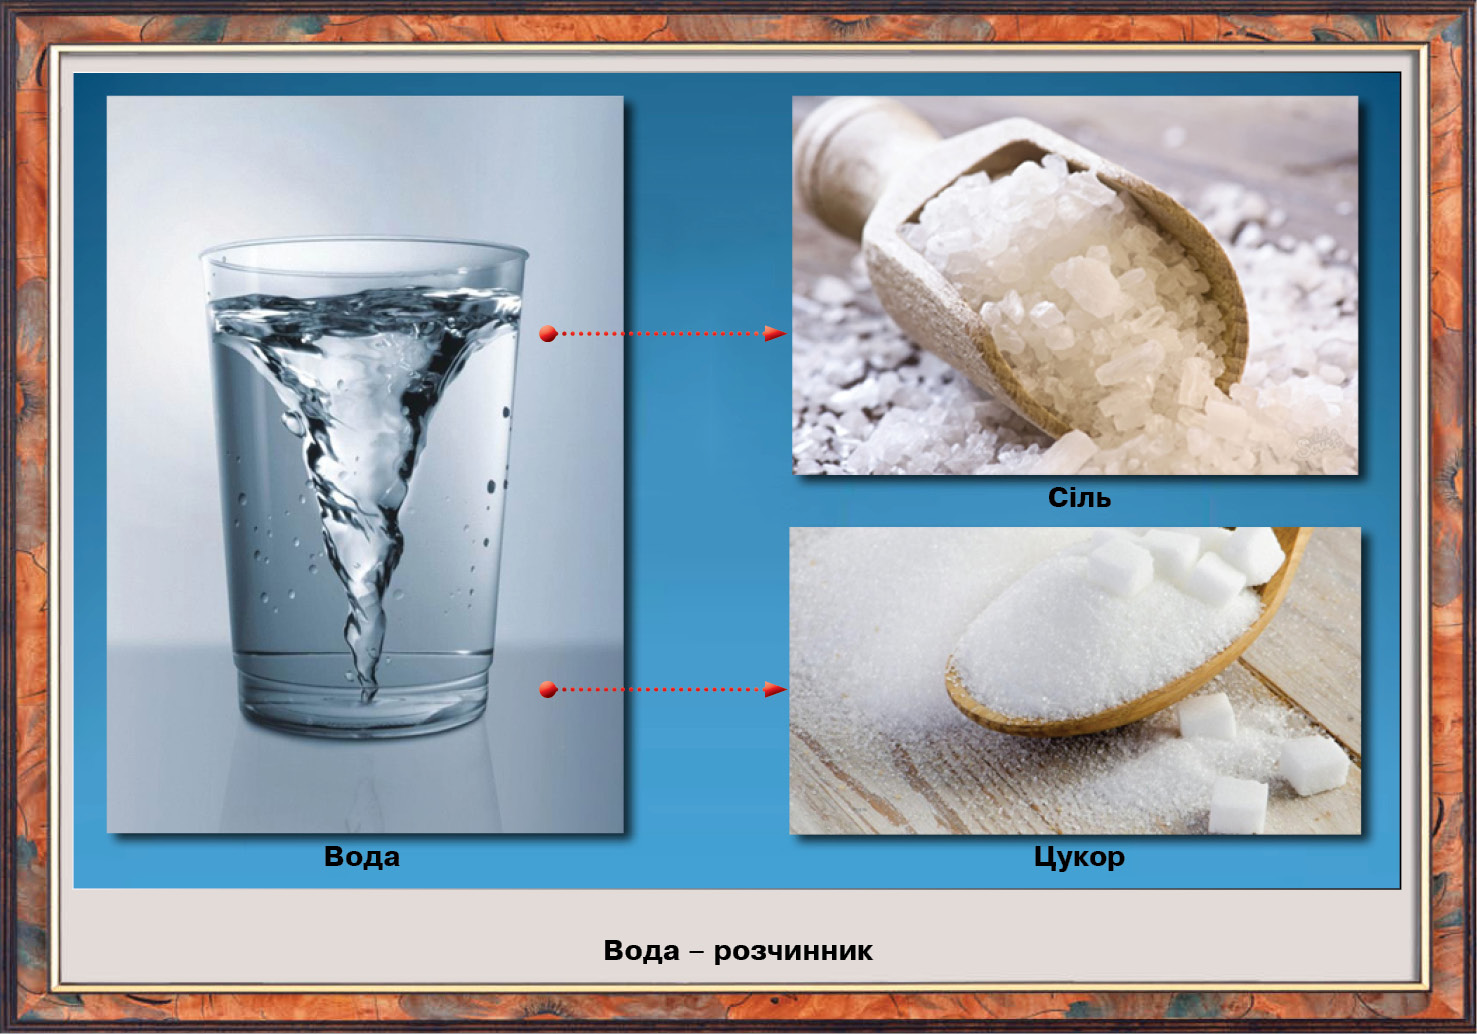 Сіль
Вода
Цукор
Вода – розчинник